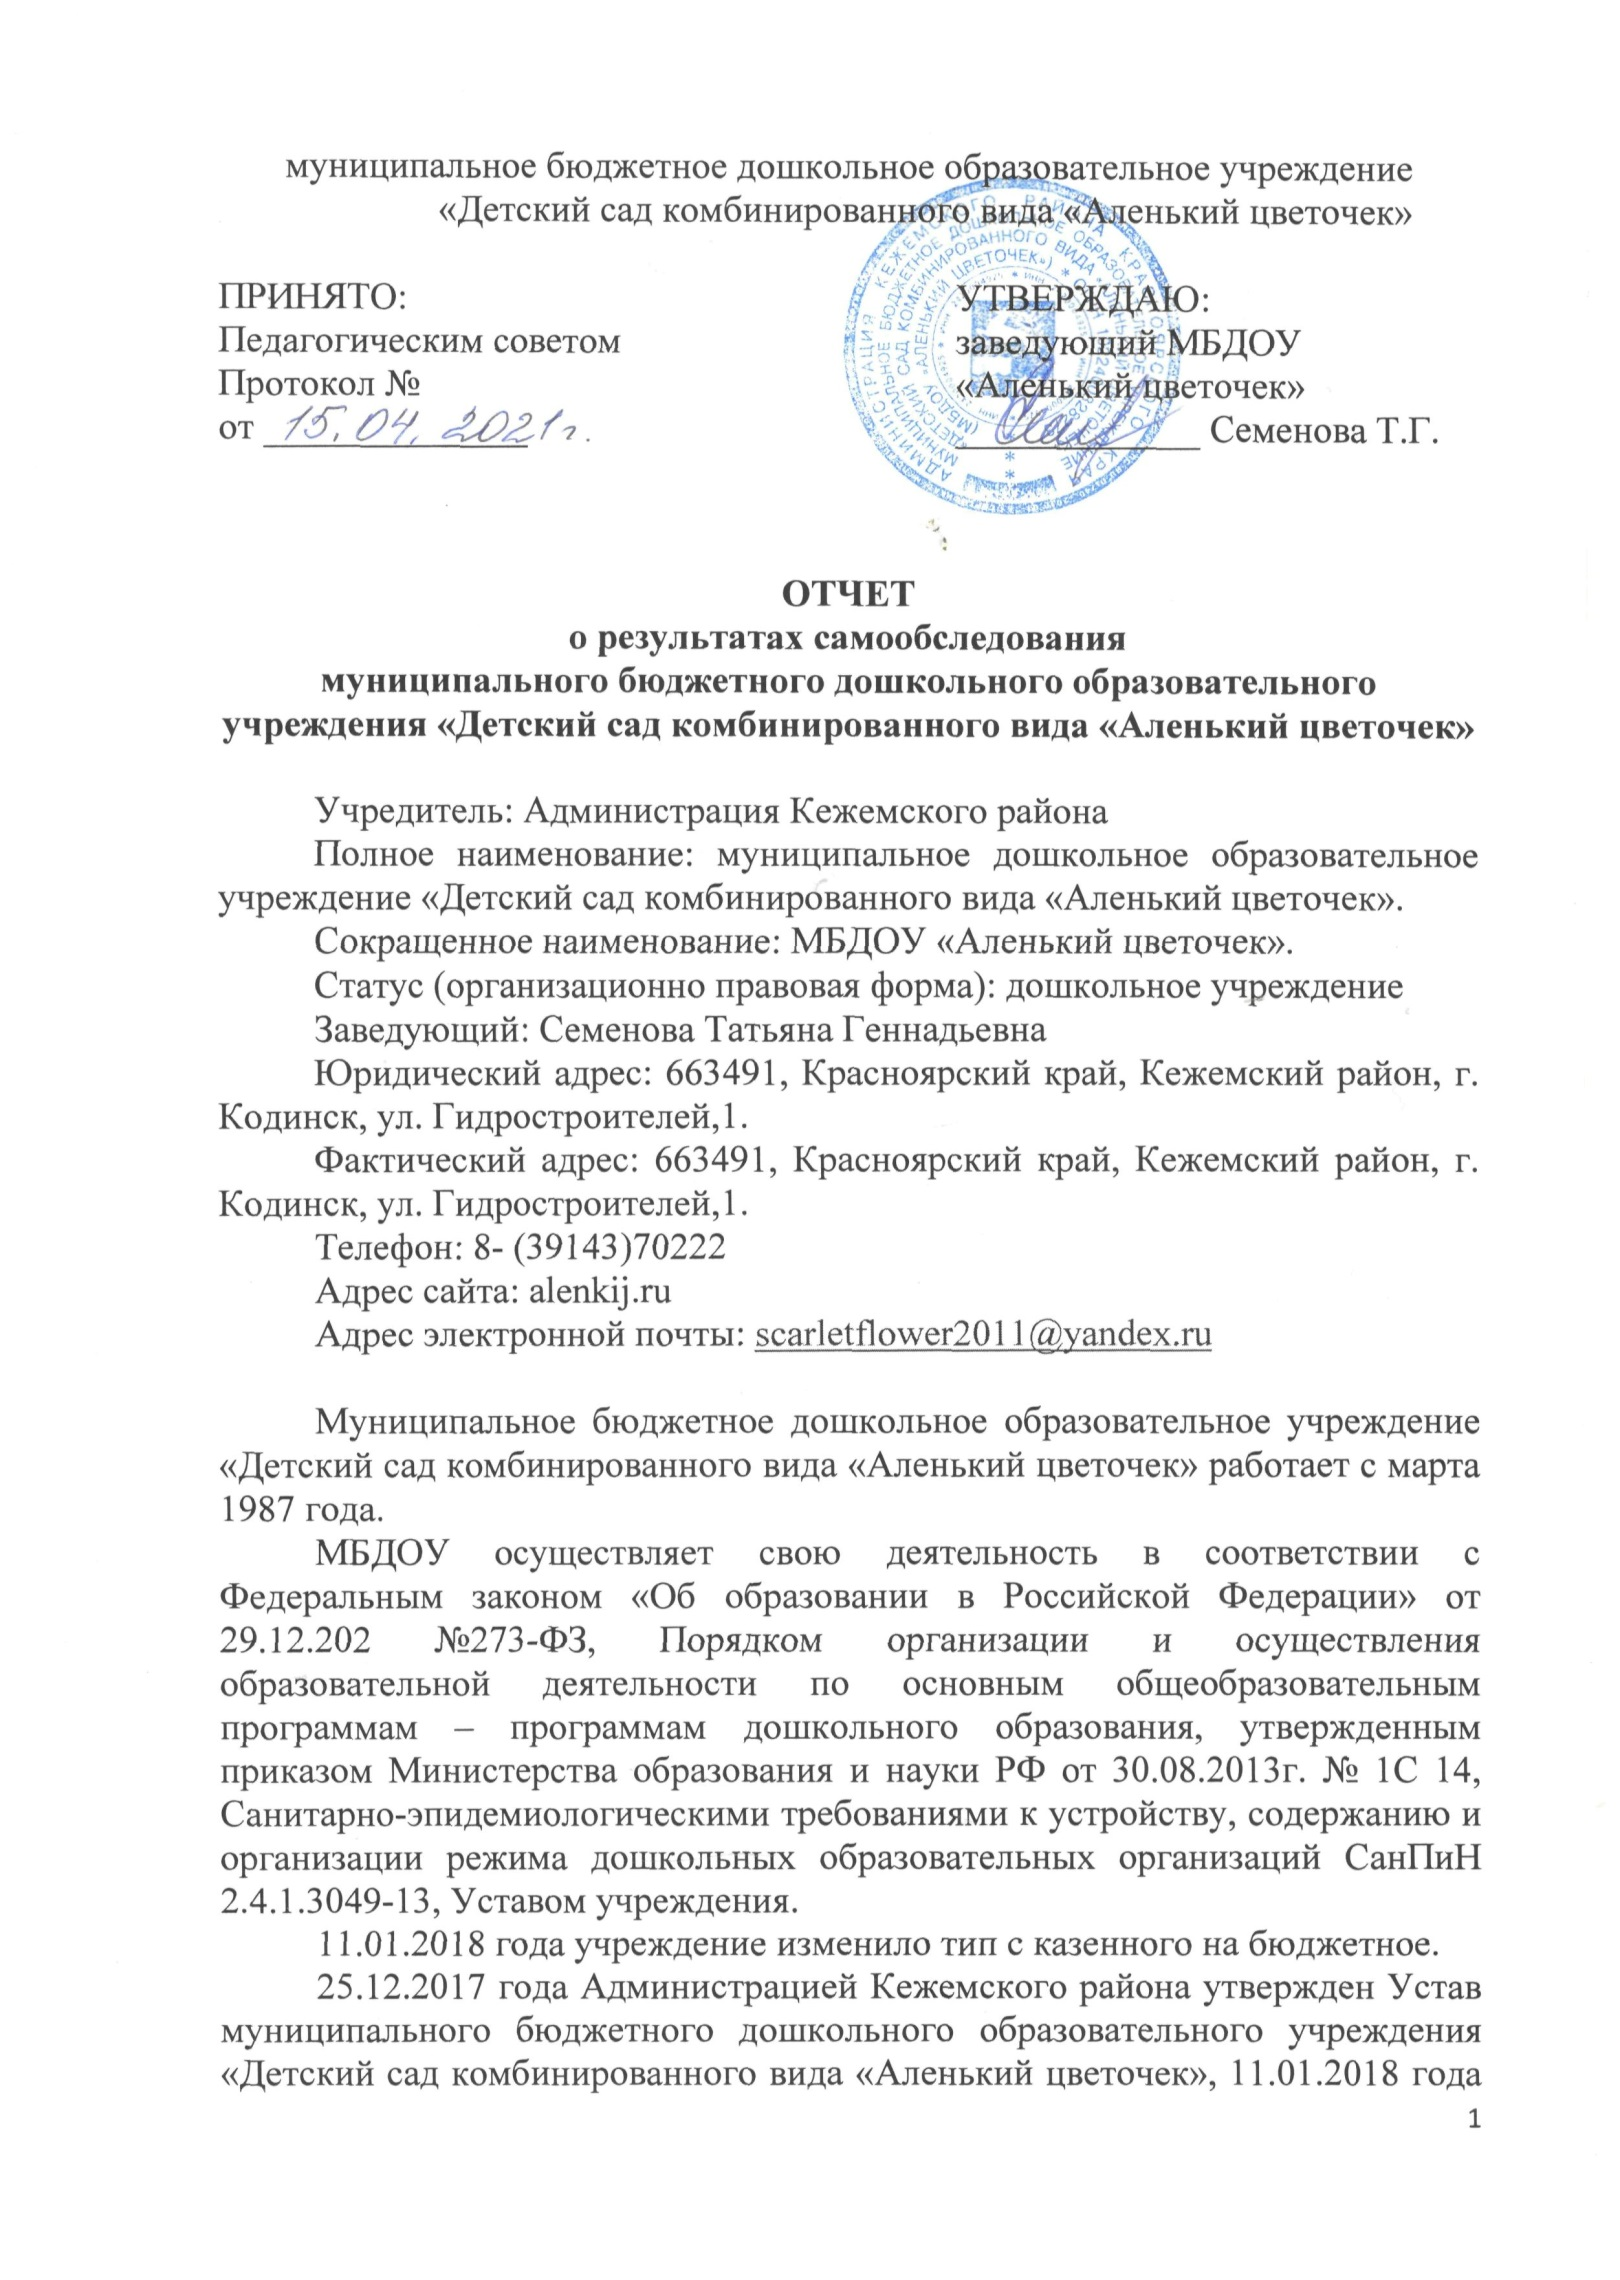 муниципальное бюджетное дошкольное образовательное учреждение
«Детский сад комбинированного вида «Аленький цветочек»
ПРИНЯТО:
Педагогическим советом
Протокол №
от 15.04.2021г.
УТВЕРЖДАЮ:
заведующий МБДОУ
«Аленький цветочек»
Семенова Т.Г.
ОТЧЕТ
о результатах самообследования
муниципального бюджетного дошкольного образовательного
учреждения «Детский сад комбинированного вида «Аленький цветочек»
Учредитель: Администрация Кежемского района
Полное наименование: муниципальное дошкольное образовательное
учреждение «Детский сад комбинированного вида «Аленький цветочек».
Сокращенное наименование: МБДОУ «Аленький цветочек».
Статус (организационно правовая форма): дошкольное учреждение
Заведующий: Семенова Татьяна Геннадьевна
Юридический адрес: 663491, Красноярский край, Кежемский район, г.
Кодинск, ул. Гидростроителей,1.
Фактический адрес: 663491, Красноярский край, Кежемский район, г.
Кодинск, ул. Гидростроителей,1.
Телефон: 8- (39143)70222
Адрес сайта: alenkij.ru
Адрес электронной почты: scarletflower2011@yandex.ru
Муниципальное бюджетное дошкольное образовательное учреждение
«Детский сад комбинированного вида «Аленький цветочек» работает с марта
1987 года.
МБДОУ осуществляет свою деятельность в соответствии с
Федеральным законом «Об образовании в Российской Федерации» от
29.12.202 №273-ФЗ, Порядком организации и осуществления
образовательной деятельности по основным общеобразовательным
программам – программам дошкольного образования, утвержденным
приказом Министерства образования и науки РФ от 30.08.2013г. № 1С 14,
Санитарно-эпидемиологическими требованиями к устройству, содержанию и
организации режима дошкольных образовательных организаций СанПиН
2.4.1.3049-13, Уставом учреждения.
11.01.2018 года учреждение изменило тип с казенного на бюджетное.
25.12.2017 года Администрацией Кежемского района утвержден Устав
муниципального бюджетного дошкольного образовательного учреждения
«Детский сад комбинированного вида «Аленький цветочек», 11.01.2018 года
1